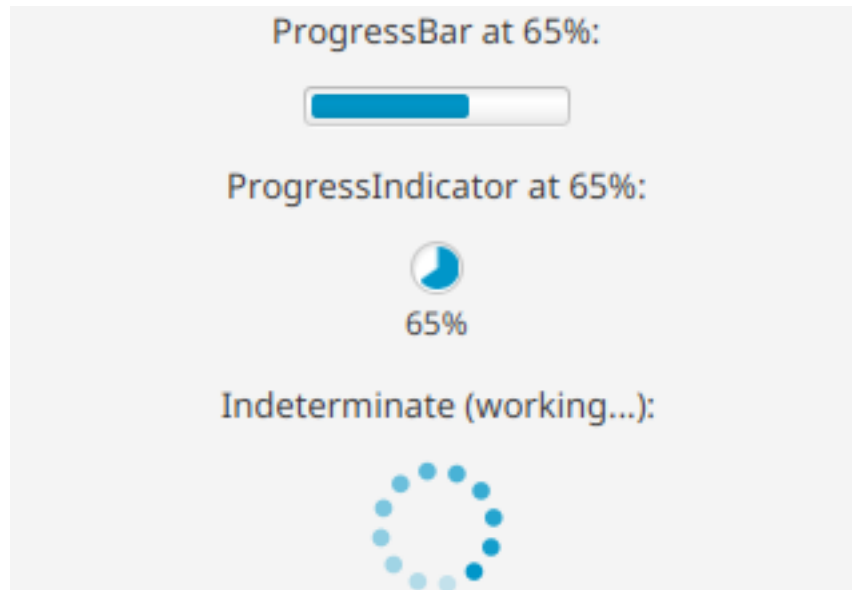 ProgressBar at 65%:
ProgressIndicator at 65%:
65%
Indeterminate (working...):